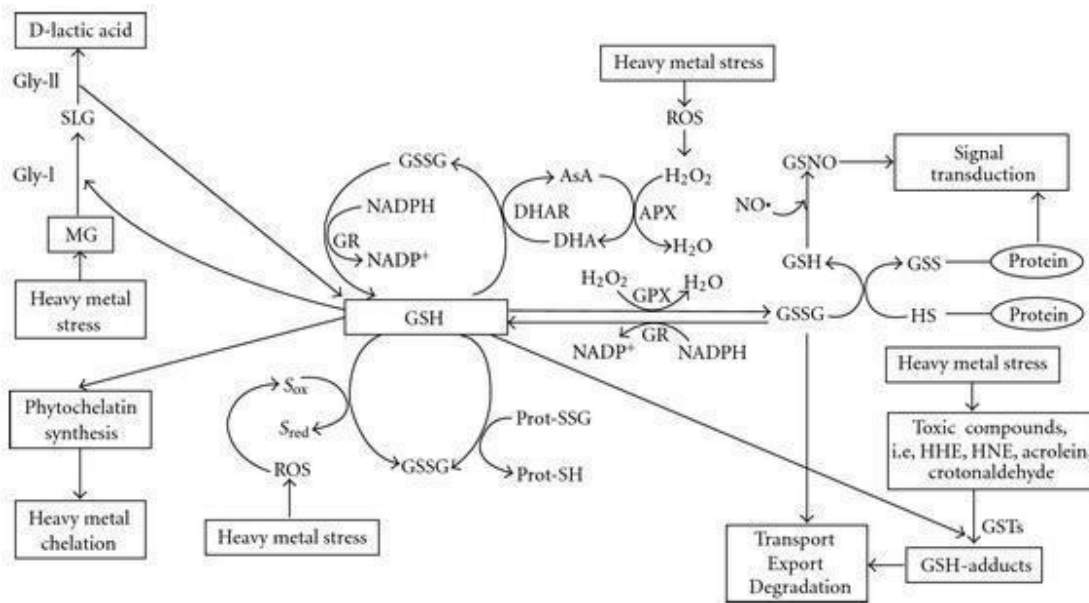 D-lactic acid
Gly-ll
SLG
Gly-l
MG
Heavy metal
stress
Heavy metal stress
ROS
GSSG
AsA
H₂O₂
NADPH
DHAR
APX
GR
DHA
NADP⁺
H₂O
GSNO
Signal
transduction
NO•
GSH
GSS
Protein
H₂O₂
H₂O
GPX
GSH
GSSG
HS
Protein
GR
NADP⁺
NADPH
Heavy metal stress
Phytochelatin
synthesis
Sox
Sred
Prot-SSG
Toxic compounds,
i.e, HHE, HNE, acrolein,
crotonaldehyde
ROS
GSSG
Prot-SH
Heavy metal
chelation
Heavy metal stress
GSTs
Transport
Export
Degradation
GSH-adducts